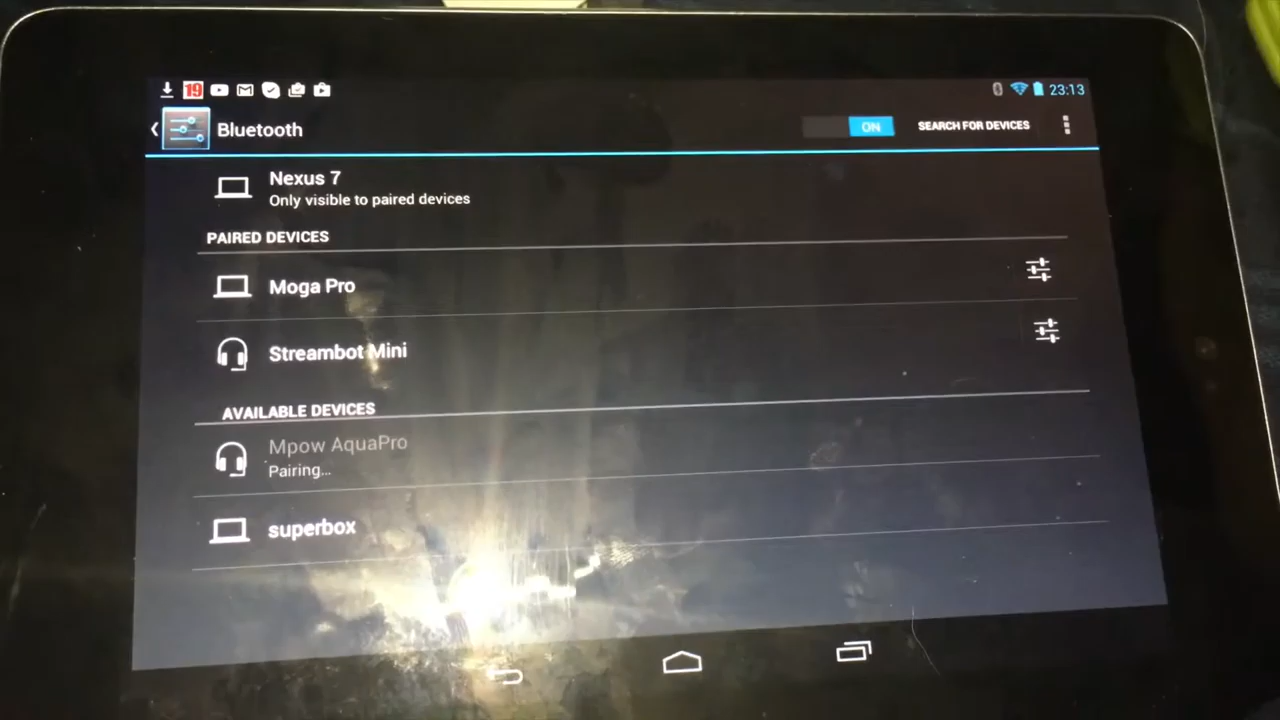 19
23:13
Bluetooth
ON
SEARCH FOR DEVICES
Nexus 7
Only visible to paired devices
PAIRED DEVICES
Moga Pro
Streambot Mini
AVAILABLE DEVICES
Mpow AquaPro
Pairing...
superbox